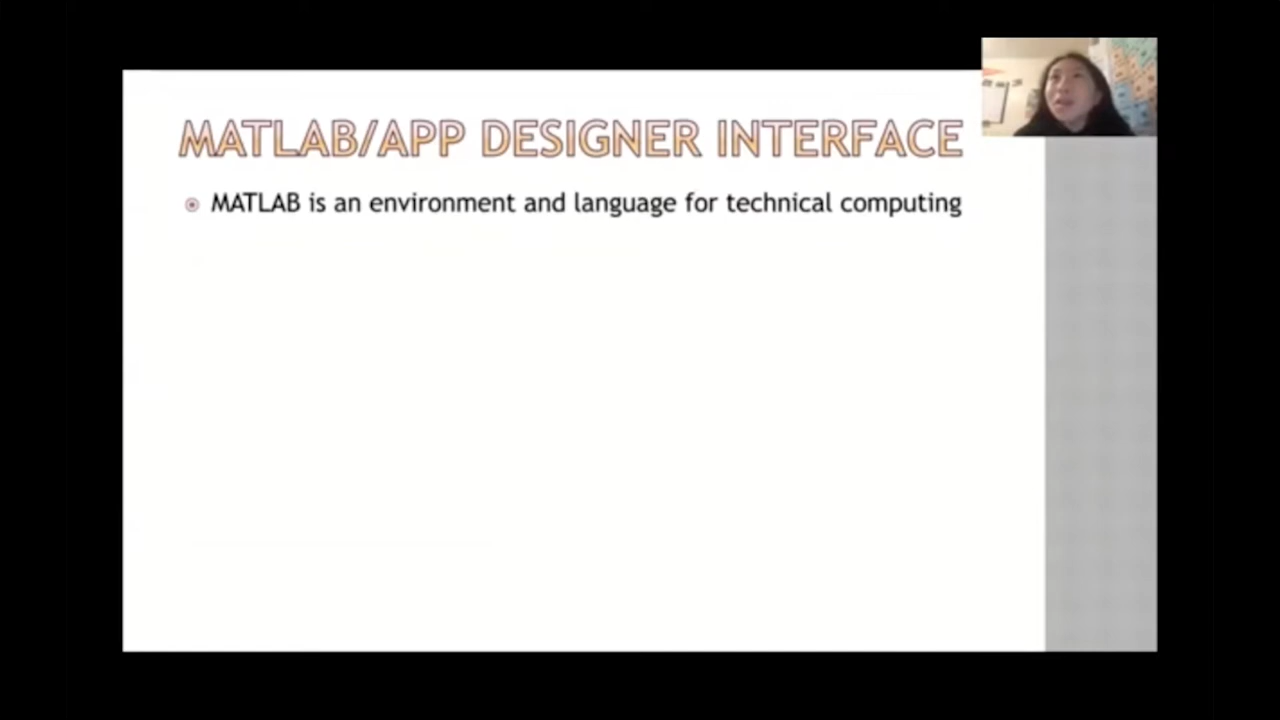 MATLAB/APP DESIGNER INTERFACE
MATLAB is an environment and language for technical computing